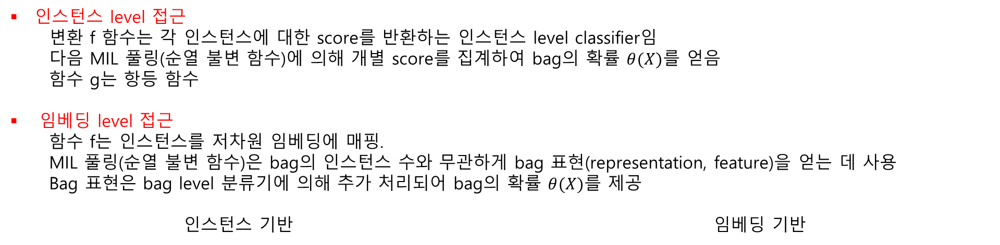 ▪ 인스턴스 level 접근
변환 f 함수는 각 인스턴스에 대한 score를 반환하는 인스턴스 level classifier임
다음 MIL 풀링(순열 불변 함수)에 의해 개별 score를 집계하여 bag의 확률 θ(X)를 얻음
함수 g는 항등 함수
▪ 임베딩 level 접근
함수 f는 인스턴스를 저차원 임베딩에 매핑.
MIL 풀링(순열 불변 함수)은 bag의 인스턴스 수와 무관하게 bag 표현(representation, feature)을 얻는 데 사용
Bag 표현은 bag level 분류기에 의해 추가 처리되어 bag의 확률 θ(X)를 제공
인스턴스 기반 임베딩 기반